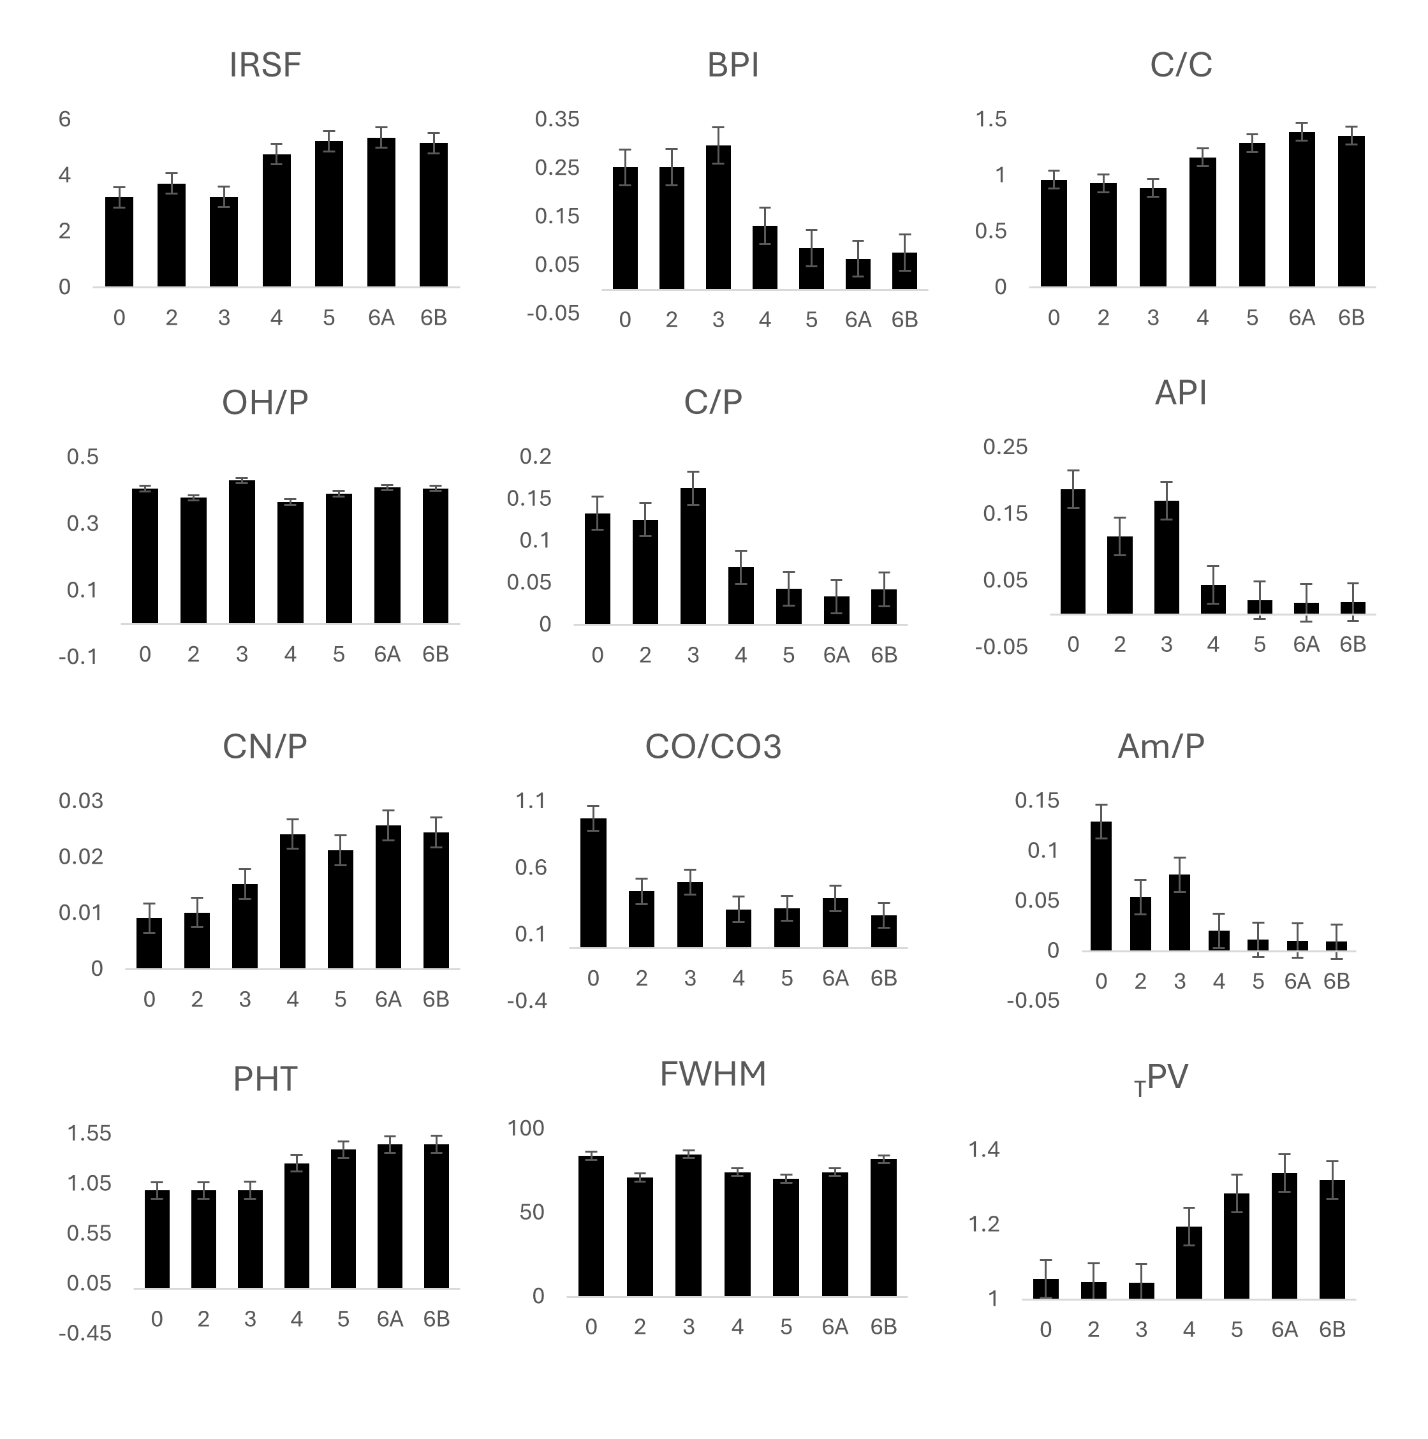 IRSF
6
4
2
0
0 2 3 4 5 6A 6B
BPI
0.35
0.25
0.15
0.05
-0.05
0 2 3 4 5 6A 6B
C/C
1.5
1
0.5
0
0 2 3 4 5 6A 6B
OH/P
0.5
0.3
0.1
-0.1
0 2 3 4 5 6A 6B
C/P
0.2
0.15
0.1
0.05
0
0 2 3 4 5 6A 6B
API
0.25
0.15
0.05
-0.05
0 2 3 4 5 6A 6B
CN/P
0.03
0.02
0.01
0
0 2 3 4 5 6A 6B
CO/CO3
1.1
0.6
0.1
-0.4
0 2 3 4 5 6A 6B
Am/P
0.15
0.1
0.05
0
-0.05
0 2 3 4 5 6A 6B
PHT
1.55
1.05
0.55
0.05
-0.45
0 2 3 4 5 6A 6B
FWHM
100
50
0
0 2 3 4 5 6A 6B
TPV
1.4
1.2
1
0 2 3 4 5 6A 6B